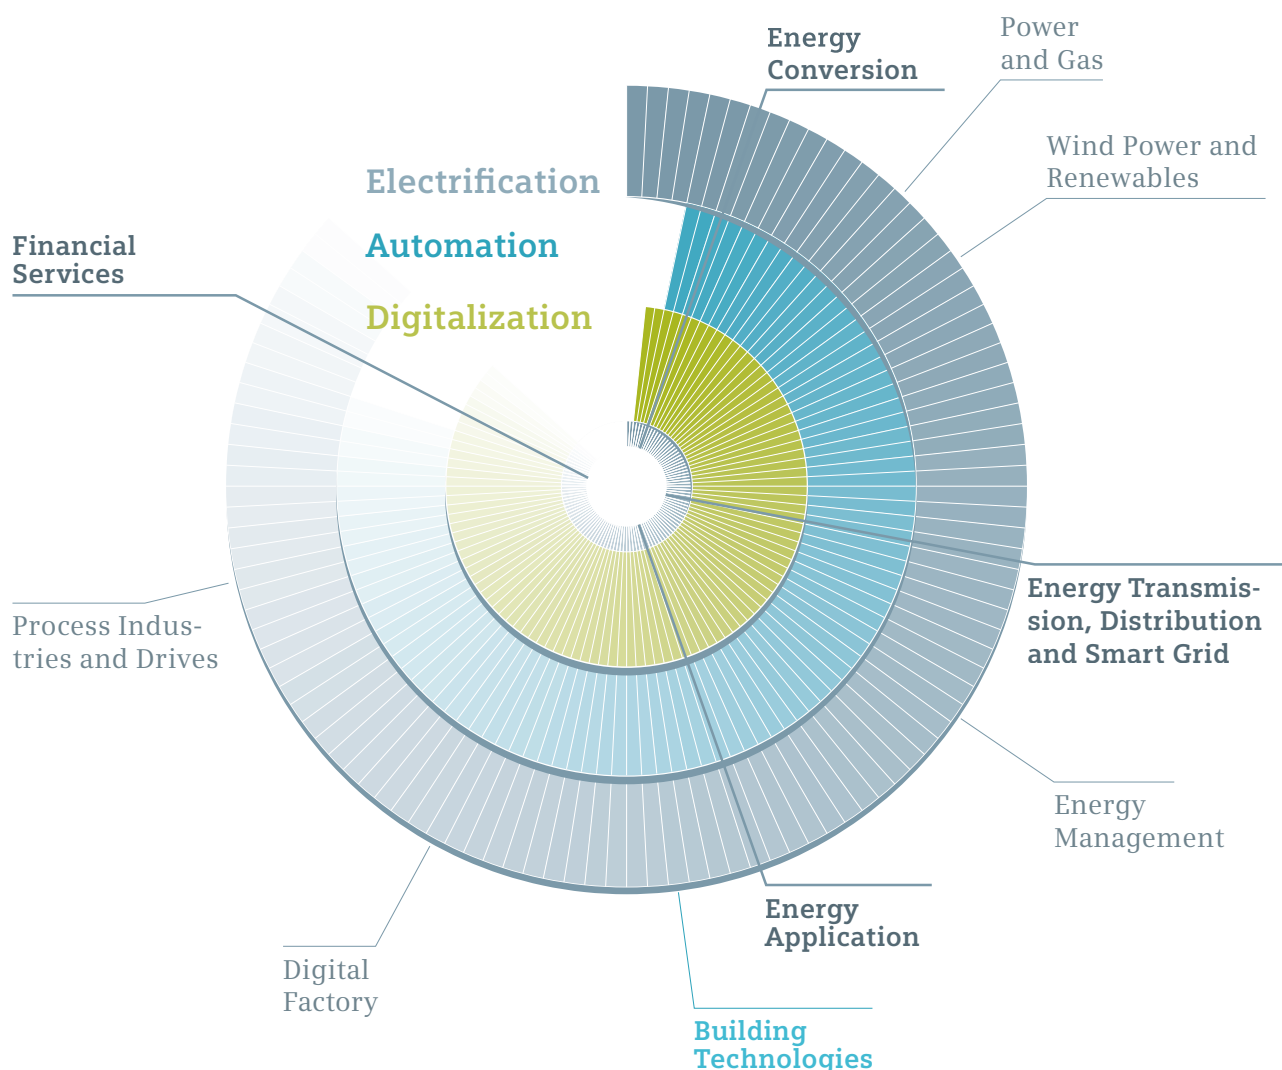 Energy
Conversion
Power
and Gas
Wind Power and
Renewables
Electrification
Automation
Digitalization
Financial
Services
Energy Transmis-
sion, Distribution
and Smart Grid
Process Indus-
tries and Drives
Energy
Management
Energy
Application
Digital
Factory
Building
Technologies